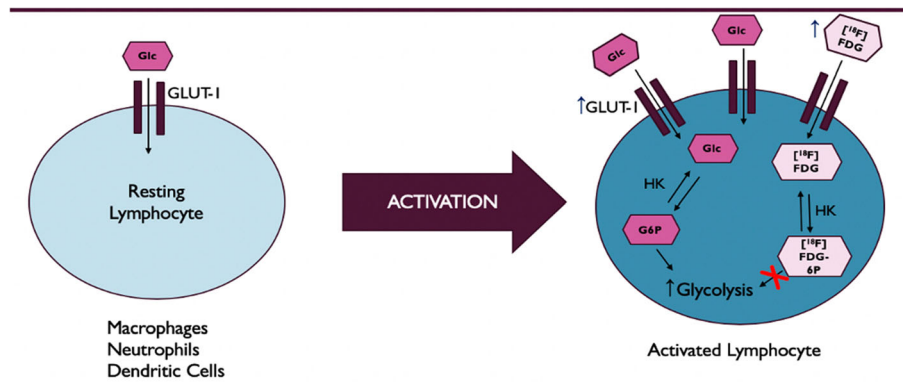 Glc
GLUT-1
Resting
Lymphocyte
Macrophages
Neutrophils
Dendritic Cells
ACTIVATION
Glc
Glc
↑ [¹⁸F]
FDG
↑GLUT-1
Glc
[¹⁸F]
FDG
HK
HK
G6P
[¹⁸F]
FDG-
6P
↑Glycolysis
Activated Lymphocyte